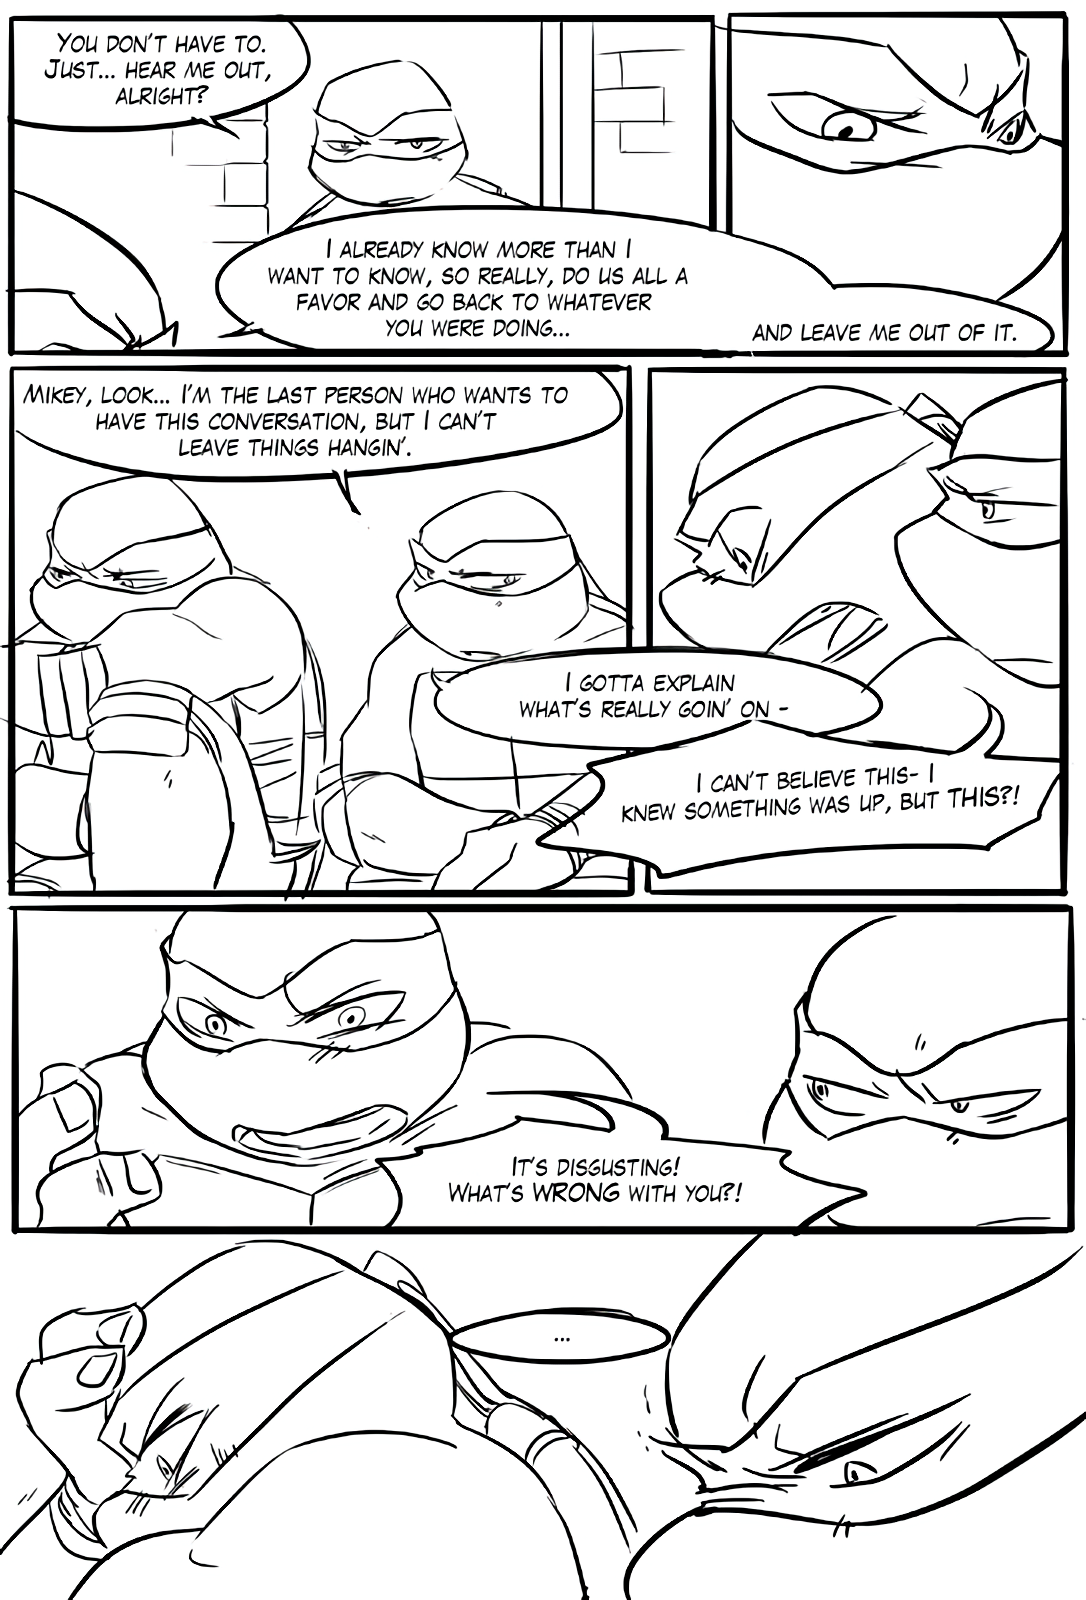 YOU DON'T HAVE TO.
JUST... HEAR ME OUT,
ALRIGHT?
I ALREADY KNOW MORE THAN I
WANT TO KNOW, SO REALLY, DO US ALL A
FAVOR AND GO BACK TO WHATEVER
YOU WERE DOING...
AND LEAVE ME OUT OF IT.
MIKEY, LOOK... I'M THE LAST PERSON WHO WANTS TO
HAVE THIS CONVERSATION, BUT I CAN'T
LEAVE THINGS HANGIN'.
I GOTTA EXPLAIN
WHAT'S REALLY GOIN' ON -
I CAN'T BELIEVE THIS- I
KNEW SOMETHING WAS UP, BUT THIS?!
IT'S DISGUSTING!
WHAT'S WRONG WITH YOU?!
...